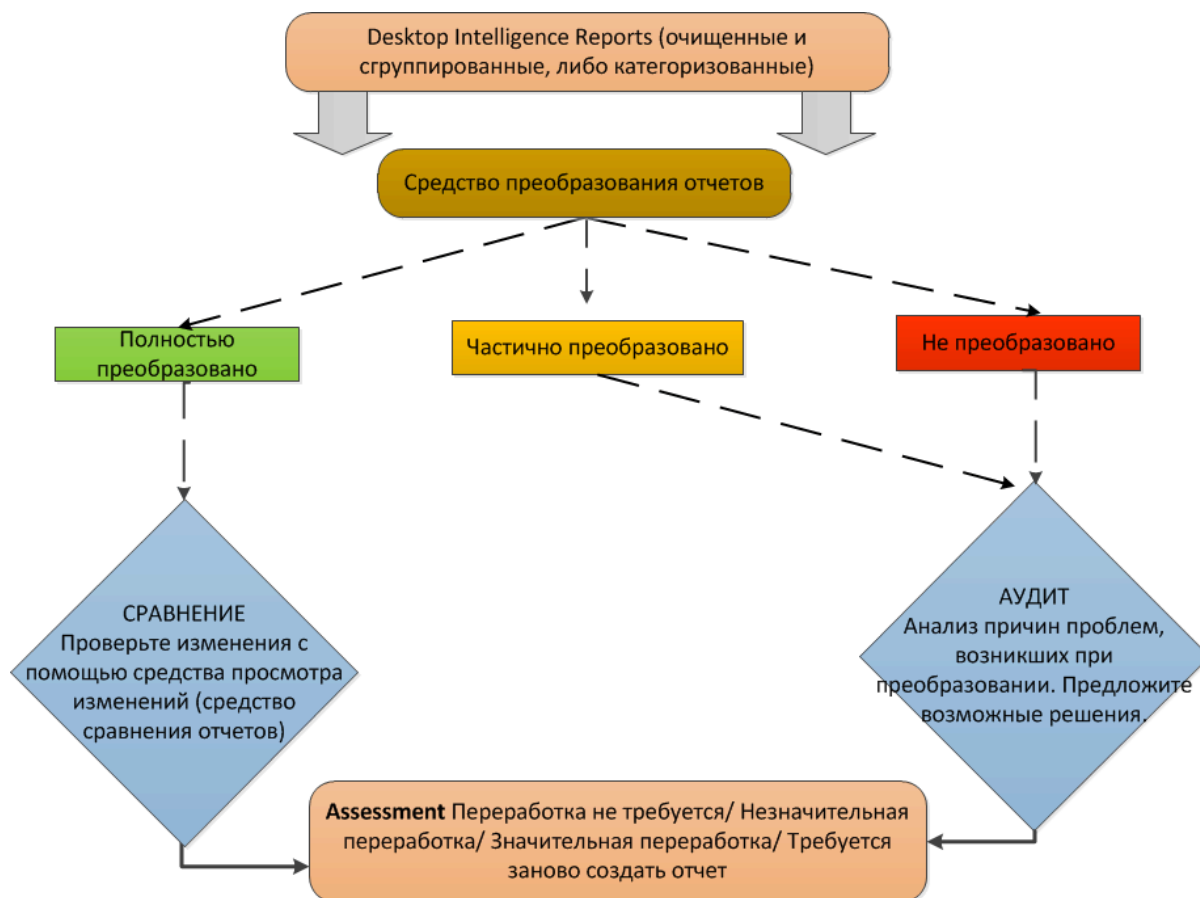 Desktop Intelligence Reports (очищенные и
сгруппированные, либо категоризованные)
Средство преобразования отчетов
Полностью
преобразовано
Частично преобразовано
Не преобразовано
СРАВНЕНИЕ
Проверьте изменения с
помощью средства просмотра
изменений (средство
сравнения отчетов)
АУДИТ
Анализ причин проблем,
возникших при
преобразовании. Предложите
возможные решения.
Assessment Переработка не требуется/ Незначительная
переработка/ Значительная переработка/ Требуется
заново создать отчет